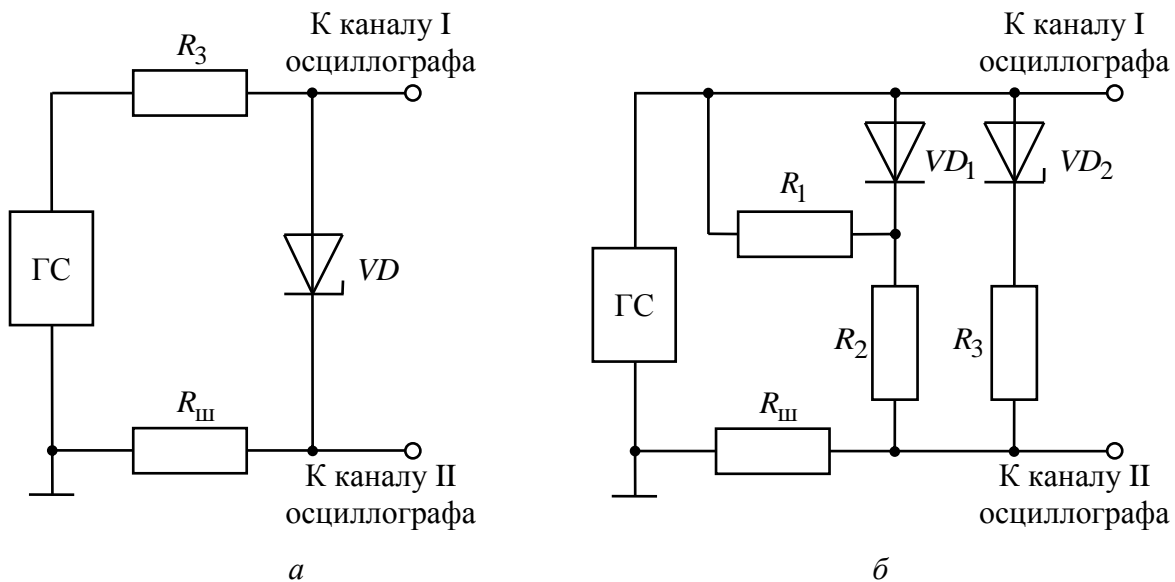 К каналу I
осциллографа
R3
ГС
VD
Rш
К каналу II
осциллографа
а
К каналу I
осциллографа
VD1
VD2
R1
ГС
R2
R3
Rш
К каналу II
осциллографа
б